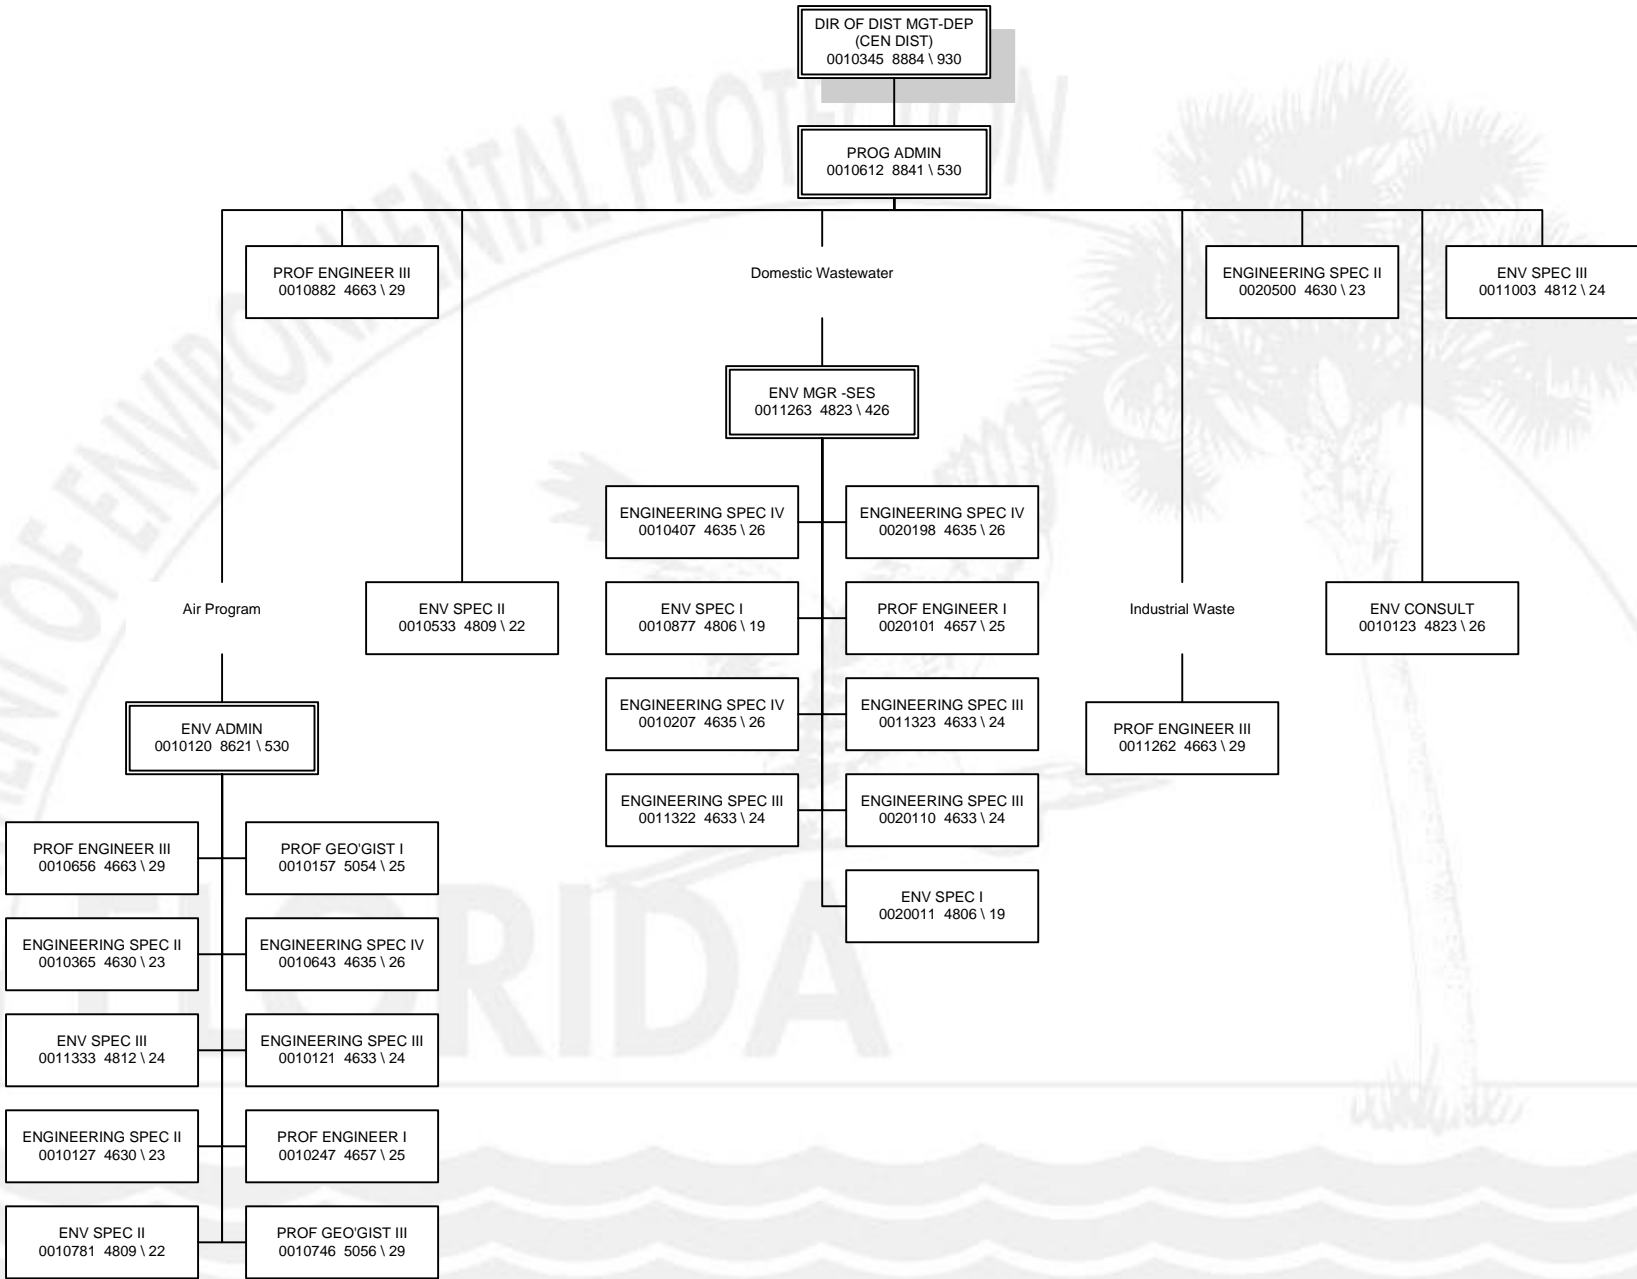 DIR OF DIST MGT-DEP
(CEN DIST)
0010345 8884 \ 930
PROG ADMIN
0010612 8841 \ 530
PROF ENGINEER III
0010882 4663 \ 29
Domestic Wastewater
ENGINEERING SPEC II
0020500 4630 \ 23
ENV SPEC III
0011003 4812 \ 24
ENV MGR -SES
0011263 4823 \ 426
ENGINEERING SPEC IV
0010407 4635 \ 26
ENGINEERING SPEC IV
0020198 4635 \ 26
Air Program
ENV SPEC II
0010533 4809 \ 22
ENV SPEC I
0010877 4806 \ 19
PROF ENGINEER I
0020101 4657 \ 25
Industrial Waste
ENV CONSULT
0010123 4823 \ 26
ENV ADMIN
0010120 8621 \ 530
ENGINEERING SPEC IV
0010207 4635 \ 26
ENGINEERING SPEC III
0011323 4633 \ 24
PROF ENGINEER III
0011262 4663 \ 29
ENGINEERING SPEC III
0011322 4633 \ 24
ENGINEERING SPEC III
0020110 4633 \ 24
PROF ENGINEER III
0010656 4663 \ 29
PROF GEO'GIST I
0010157 5054 \ 25
ENV SPEC I
0020011 4806 \ 19
ENGINEERING SPEC II
0010365 4630 \ 23
ENGINEERING SPEC IV
0010643 4635 \ 26
ENV SPEC III
0011333 4812 \ 24
ENGINEERING SPEC III
0010121 4633 \ 24
ENGINEERING SPEC II
0010127 4630 \ 23
PROF ENGINEER I
0010247 4657 \ 25
ENV SPEC II
0010781 4809 \ 22
PROF GEO'GIST III
0010746 5056 \ 29
OF ENVIRONMENTAL PROTECTION
FLORIDA